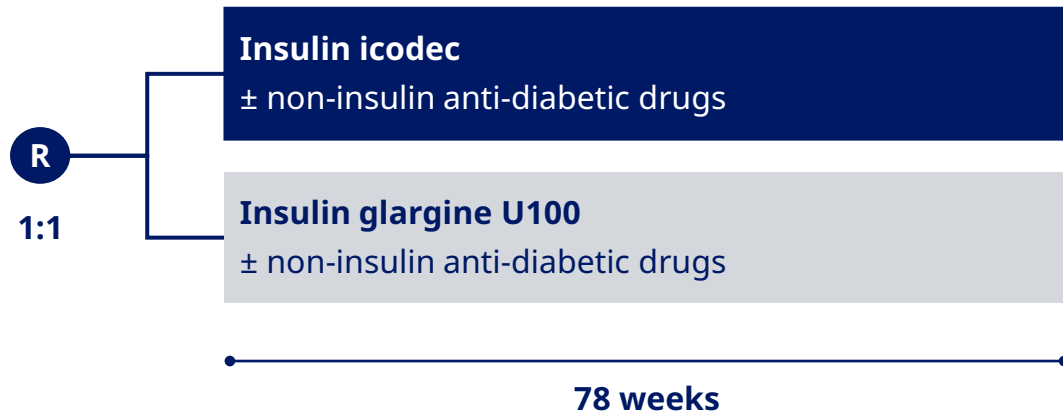 Insulin icodec
± non-insulin anti-diabetic drugs
R
1:1
Insulin glargine U100
± non-insulin anti-diabetic drugs
78 weeks